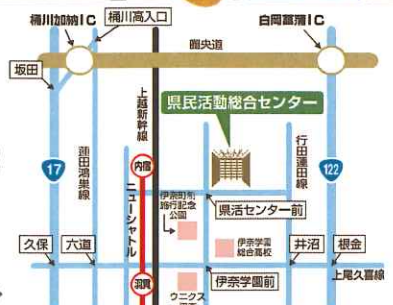 桶川加納IC
桶川高入口
白岡菖蒲IC
圏央道
坂田
上越新幹線
県民活動総合センター
蓮田鴻巣線
行田蓮田線
17
内宿
122
ニューシャトル
伊奈町制
施行記念
公園
県活センター前
久保
六道
伊奈学園
総合高校
井沼
根金
羽貫
伊奈学園前
上尾久喜線
ウニクス